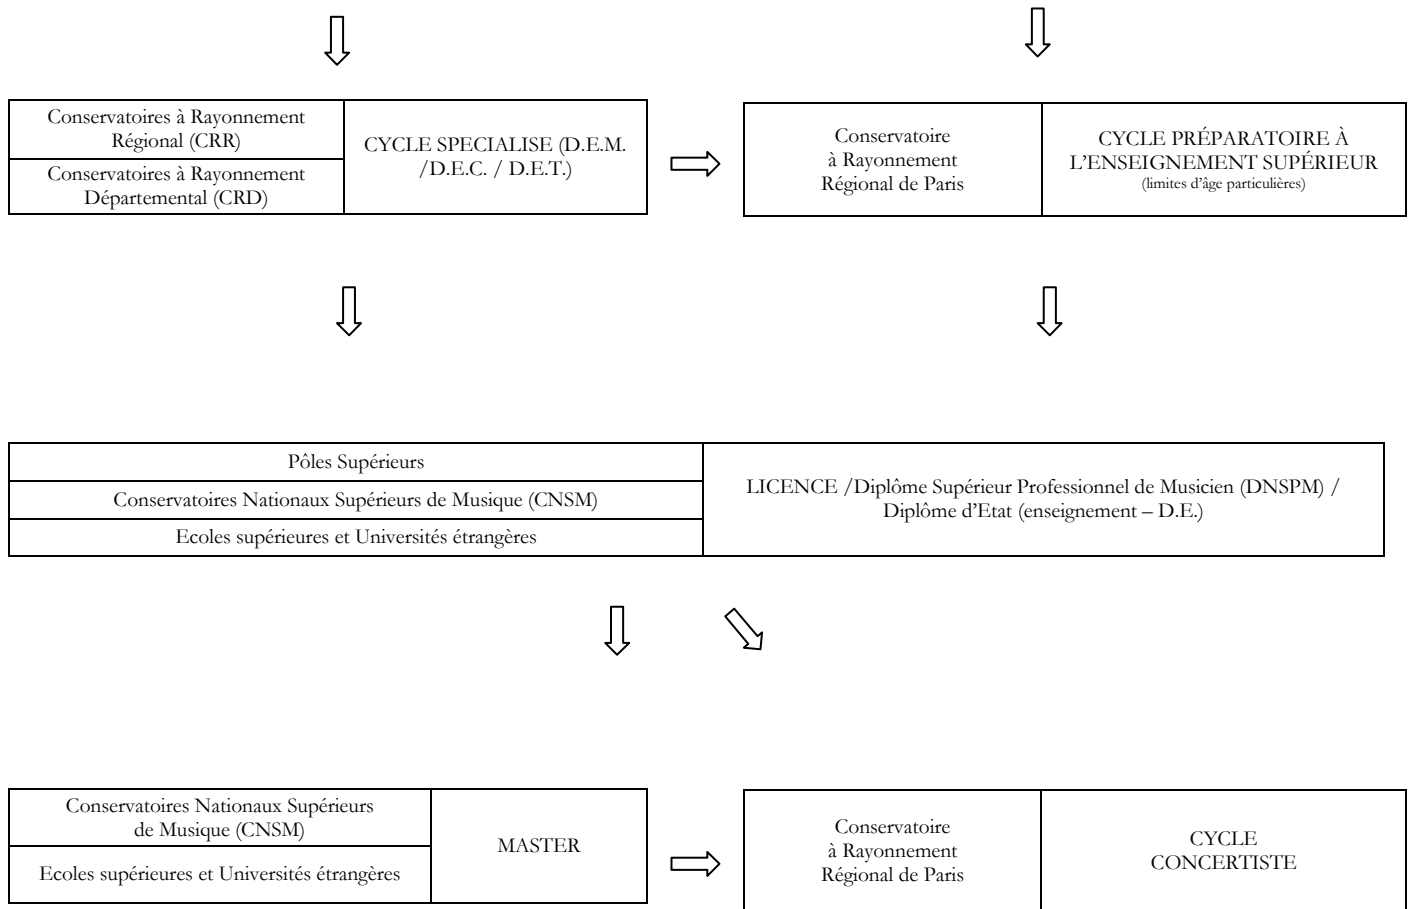 Conservatoires à Rayonnement
Régional (CRR)
Conservatoires à Rayonnement
Départemental (CRD)
CYCLE SPECIALISE (D.E.M.
/D.E.C. / D.E.T.)
Conservatoire
à Rayonnement
Régional de Paris
CYCLE PRÉPARATOIRE À
L’ENSEIGNEMENT SUPÉRIEUR
(limites d’âge particulières)
Pôles Supérieurs
Conservatoires Nationaux Supérieurs de Musique (CNSM)
Ecoles supérieures et Universités étrangères
LICENCE /Diplôme Supérieur Professionnel de Musicien (DNSPM) /
Diplôme d’Etat (enseignement – D.E.)
Conservatoires Nationaux Supérieurs
de Musique (CNSM)
Ecoles supérieures et Universités étrangères
MASTER
Conservatoire
à Rayonnement
Régional de Paris
CYCLE
CONCERTISTE